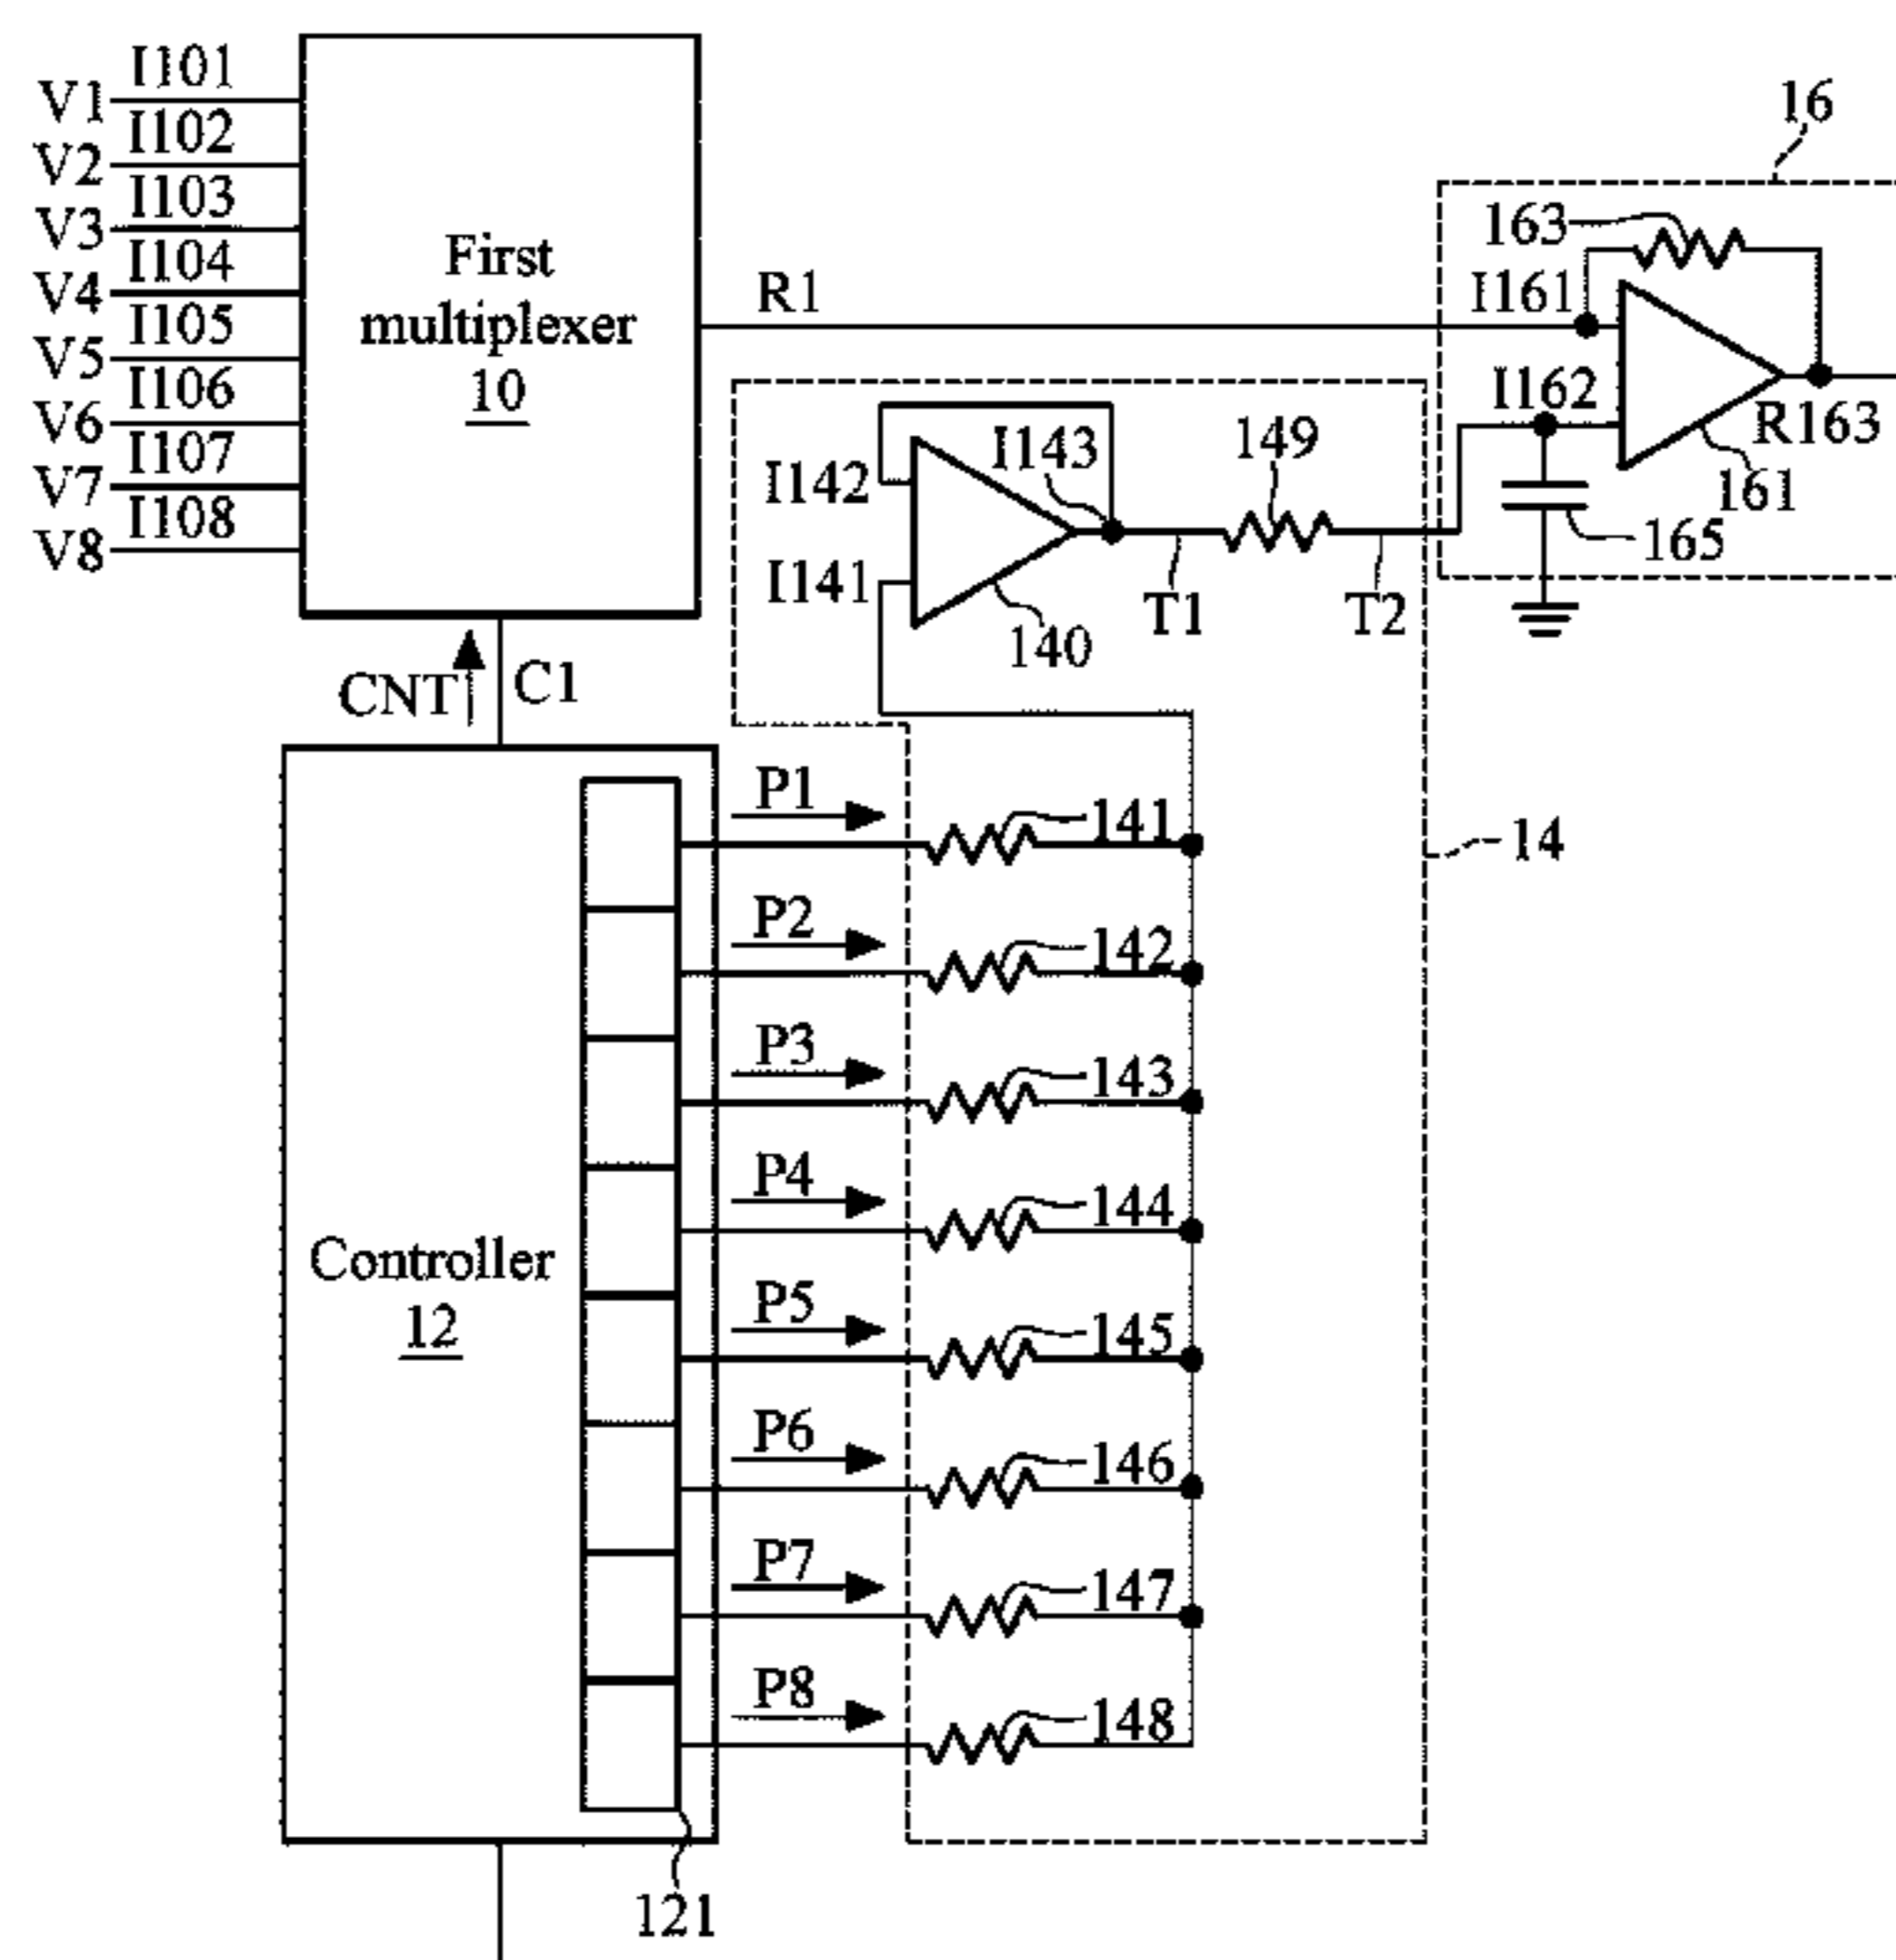 I101
V1
I102
V2
I103
V3
I104
V4
I105
V5
I106
V6
I107
V7
I108
V8
First
multiplexer
10
R1
16
163
I161
I162
R163
161
165
I142
I143
149
I141
140
T1
T2
CNT
C1
14
Controller
12
P1
141
P2
142
P3
143
P4
144
P5
145
P6
146
P7
147
P8
148
121